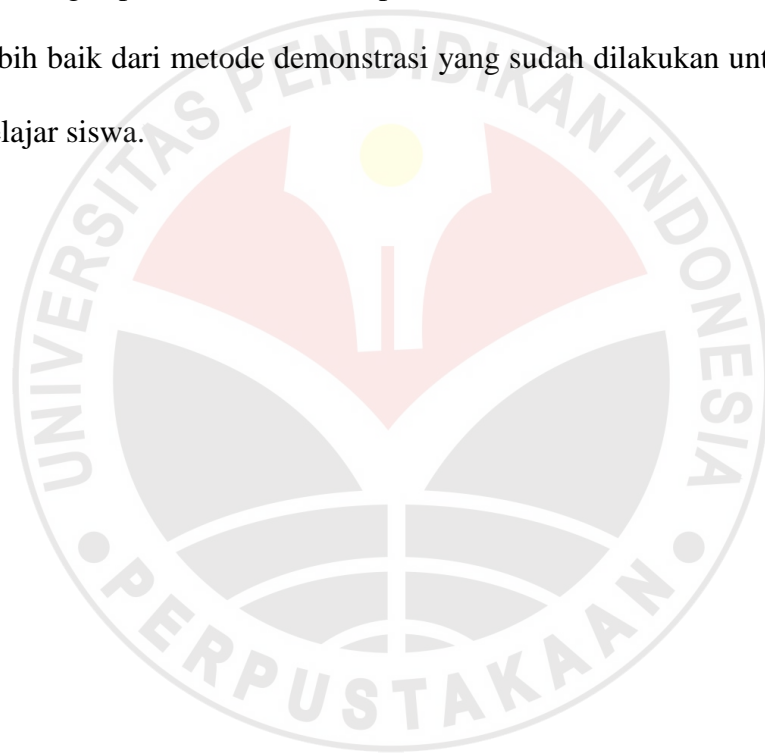 bih baik dari metode demonstrasi yang sudah dilakukan unt
lajar siswa.
UNIVERSITAS PENDIDIKAN INDONESIA
PERPUSTAKAAN